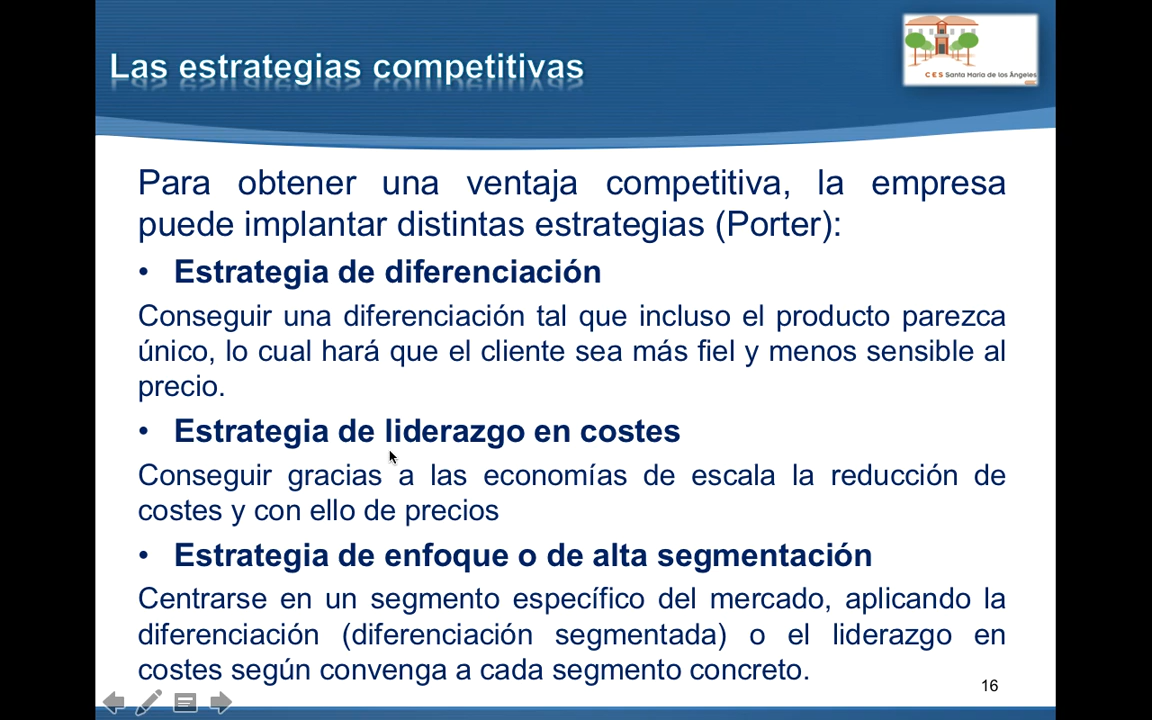 Las estrategias competitivas
CES Santa María de los Ángeles
Para obtener una ventaja competitiva, la empresa
puede implantar distintas estrategias (Porter):
• Estrategia de diferenciación
Conseguir una diferenciación tal que incluso el producto parezca
único, lo cual hará que el cliente sea más fiel y menos sensible al
precio.
• Estrategia de liderazgo en costes
Conseguir gracias a las economías de escala la reducción de
costes y con ello de precios
• Estrategia de enfoque o de alta segmentación
Centrarse en un segmento específico del mercado, aplicando la
diferenciación (diferenciación segmentada) o el liderazgo en
costes según convenga a cada segmento concreto.
16